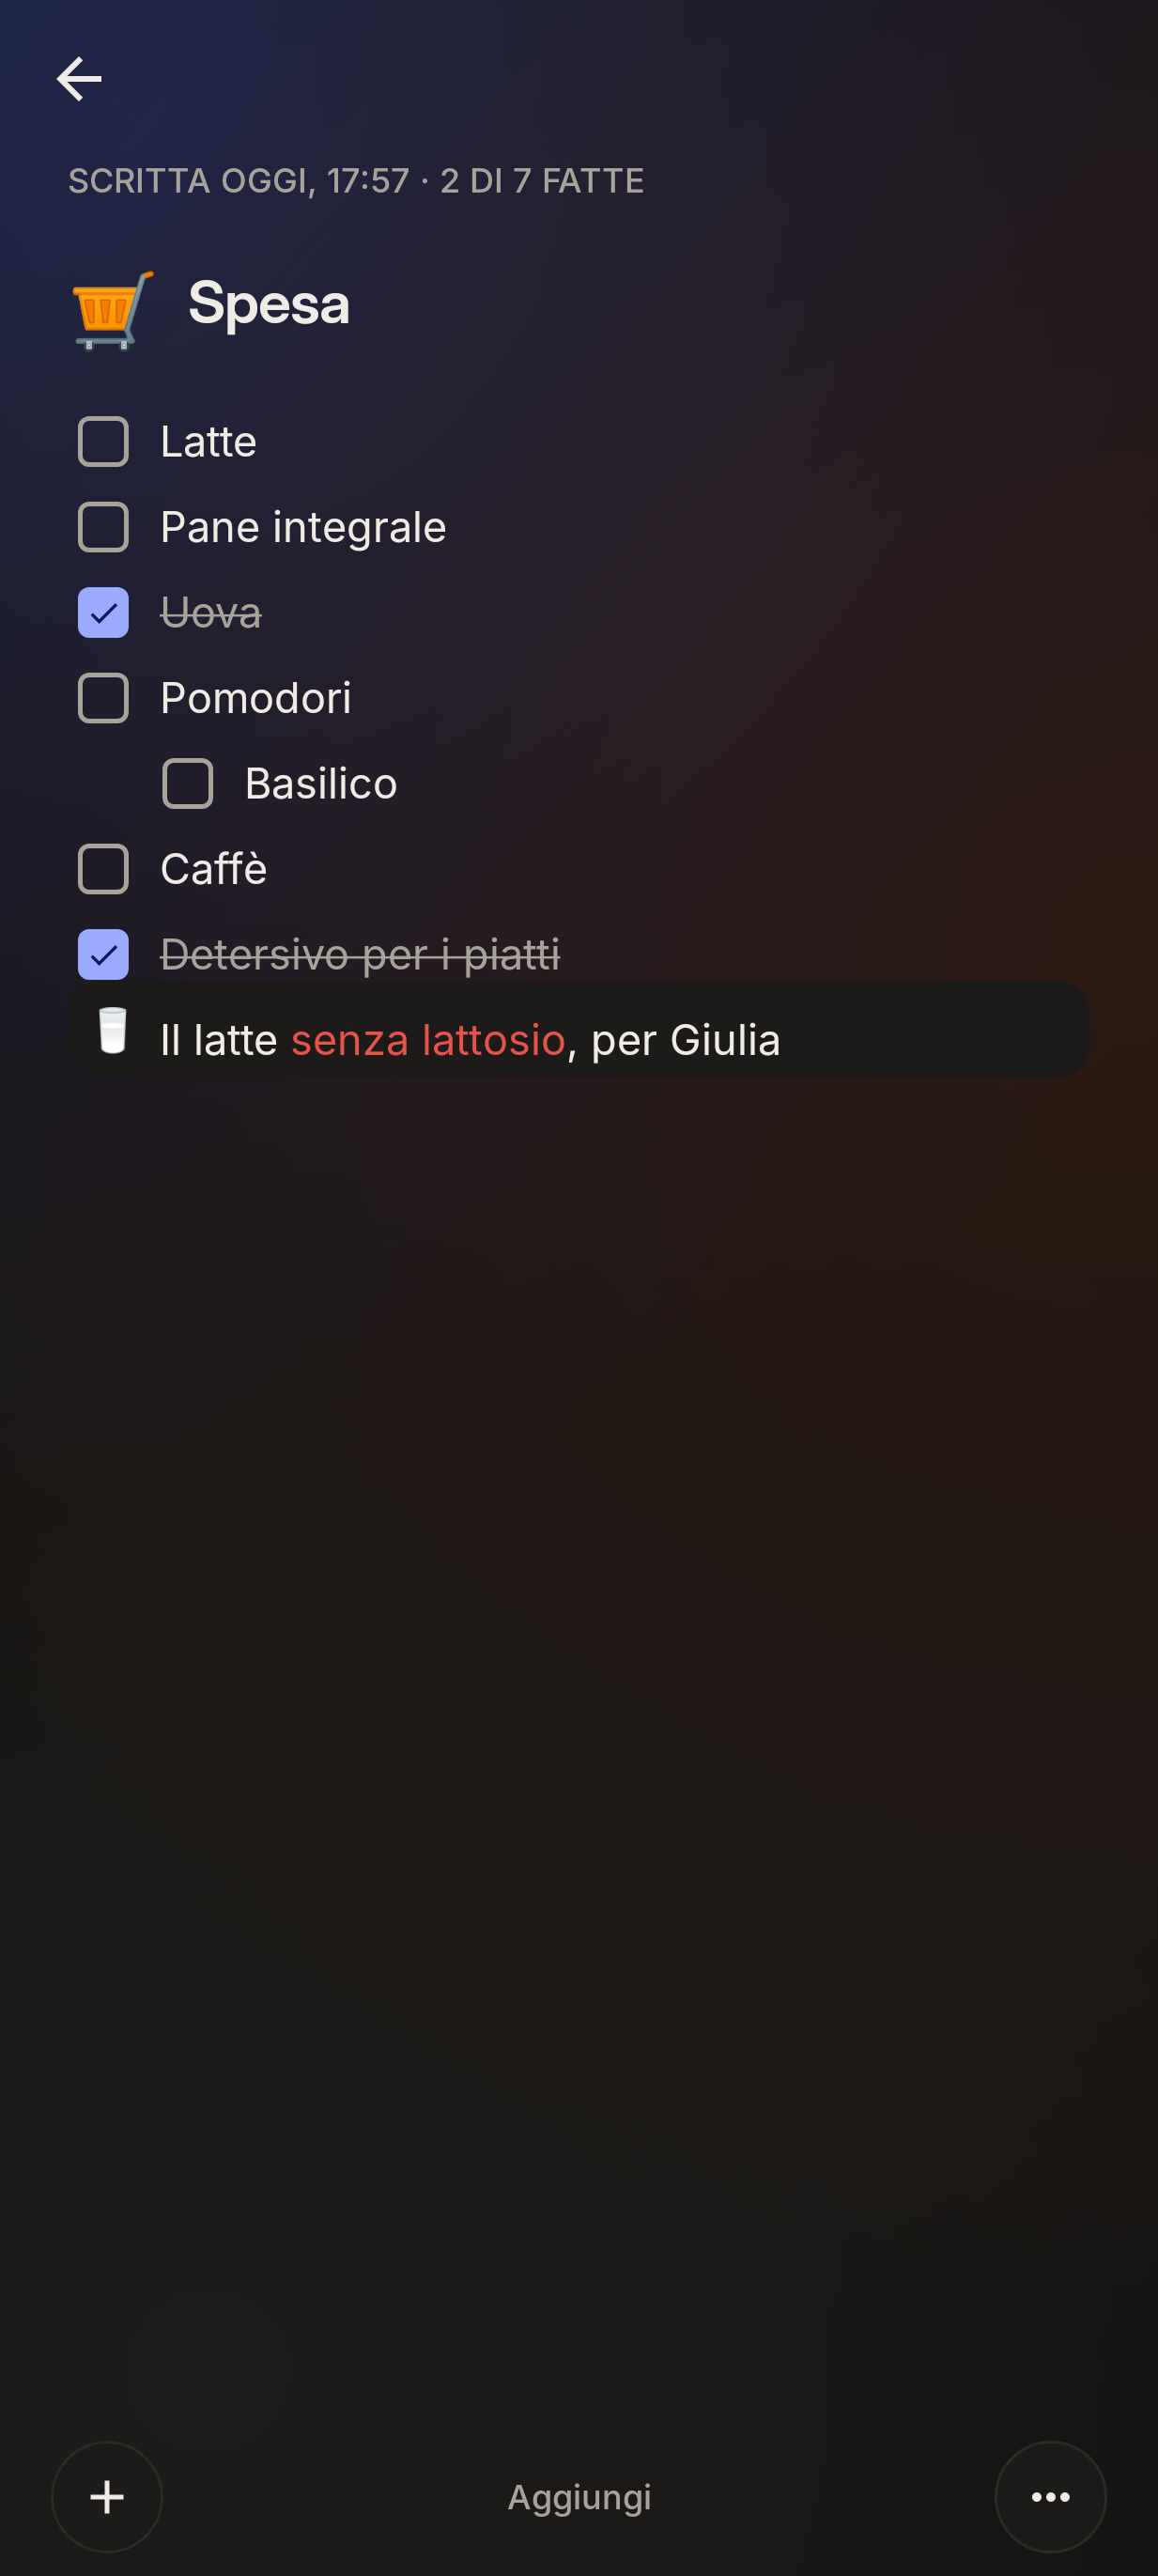 SCRITTA OGGI, 17:57 · 2 DI 7 FATTE
Spesa
Latte
Pane integrale
Uova
Pomodori
Basilico
Caffè
Detersivo per i piatti
Il latte senza lattosio, per Giulia
Aggiungi